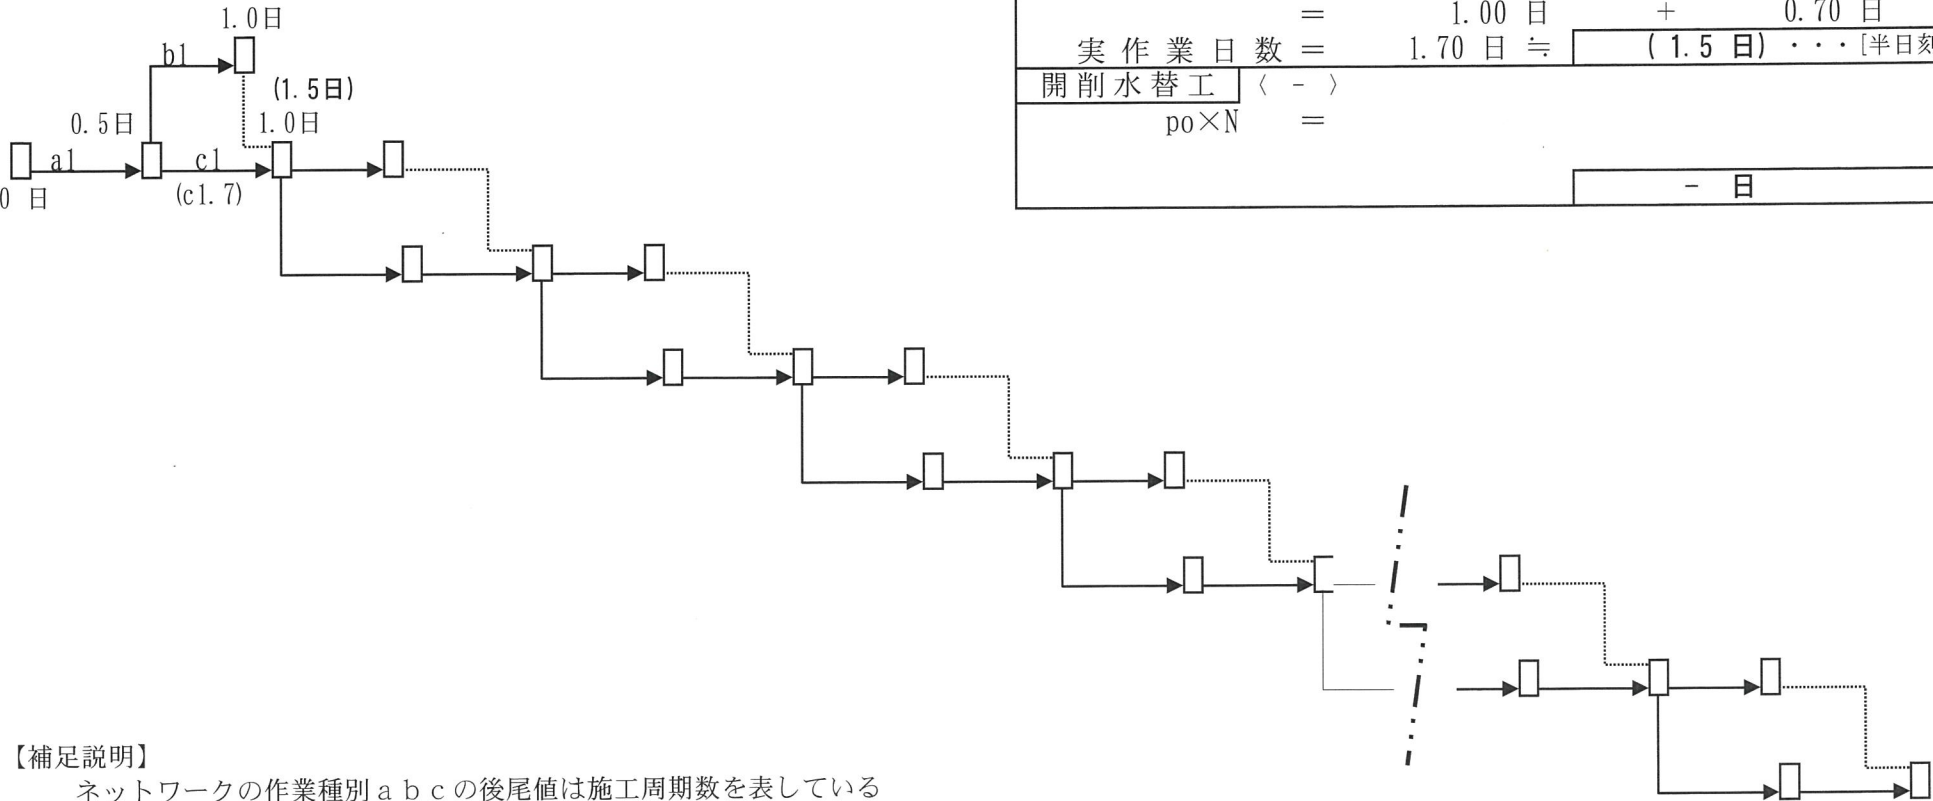 1.0日
b1
(1.5日)
0.5日
1.0日
a1
c1
0 日
(c1.7)
= 1.00 日 + 0.70 日
実作業日数 = 1.70 日 ≒ (1.5 日)・・・[半日刻
開削水替工 〈 - 〉
po×N =
- 日
【補足説明】
ネットワークの作業種別ａｂｃの後尾値は施工周期数を表している